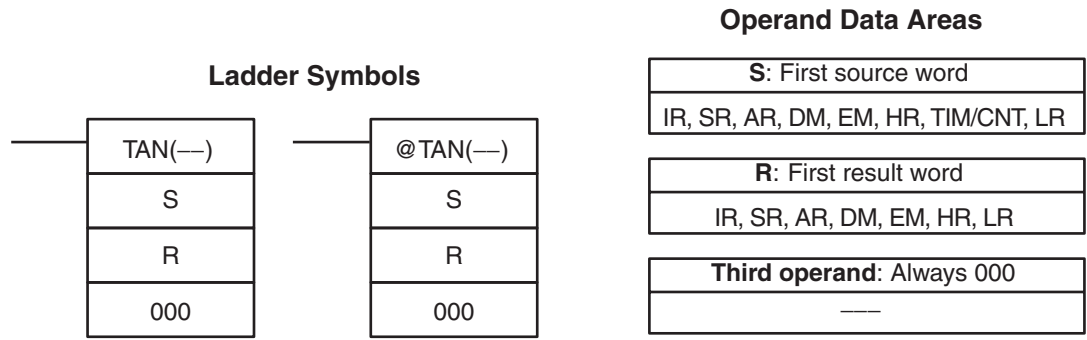 Ladder Symbols
TAN(––)
S
R
000
@TAN(––)
S
R
000
Operand Data Areas
S: First source word
IR, SR, AR, DM, EM, HR, TIM/CNT, LR
R: First result word
IR, SR, AR, DM, EM, HR, LR
Third operand: Always 000
–––